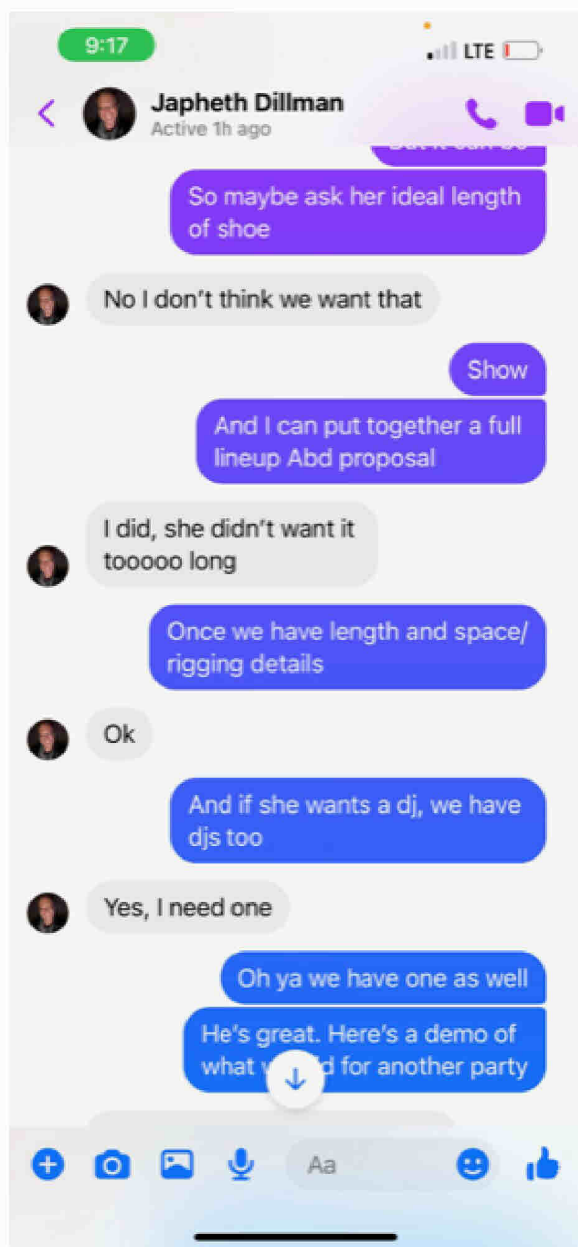 9:17
LTE
Japheth Dillman
Active 1h ago
So maybe ask her ideal length
of shoe
No I don't think we want that
Show
And I can put together a full
lineup Abd proposal
I did, she didn't want it
tooooo long
Once we have length and space/
rigging details
Ok
And if she wants a dj, we have
djs too
Yes, I need one
Oh ya we have one as well
He's great. Here's a demo of
what for another party
Aa